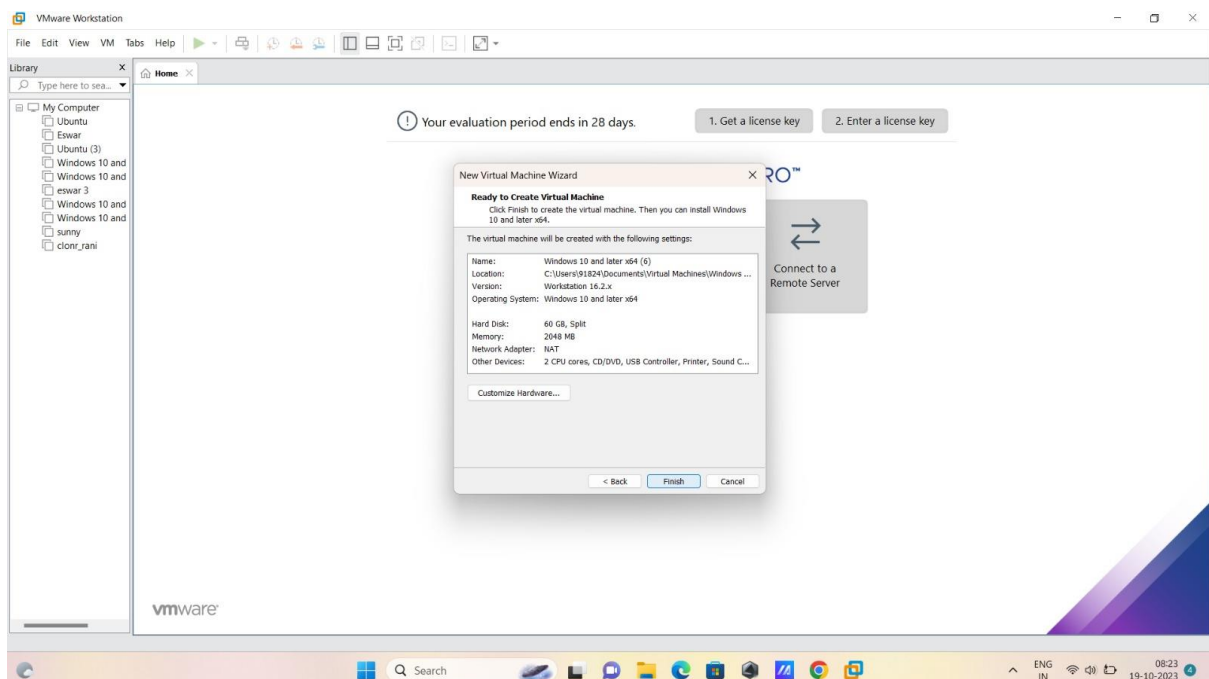 VMware Workstation
File Edit View VM Tabs Help
Library
Type here to sea...
Home
My Computer
Ubuntu
Eswar
Ubuntu (3)
Windows 10 and
Windows 10 and
eswar 3
Windows 10 and
Windows 10 and
sunny
clonr_rani
Your evaluation period ends in 28 days.
1. Get a license key
2. Enter a license key
RO™
New Virtual Machine Wizard
Ready to Create Virtual Machine
Click Finish to create the virtual machine. Then you can install Windows
10 and later x64.
The virtual machine will be created with the following settings:
Name: Windows 10 and later x64 (6)
Location: C:\Users\91824\Documents\Virtual Machines\Windows ...
Version: Workstation 16.2.x
Operating System: Windows 10 and later x64
Hard Disk: 60 GB, Split
Memory: 2048 MB
Network Adapter: NAT
Other Devices: 2 CPU cores, CD/DVD, USB Controller, Printer, Sound C...
Customize Hardware...
< Back Finish Cancel
Connect to a
Remote Server
vmware
Search
ENG
IN
08:23
19-10-2023
4